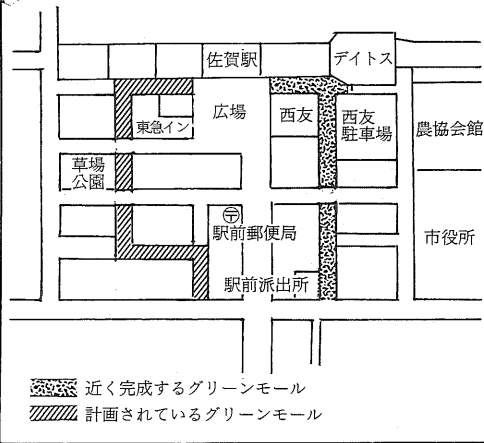 佐賀駅
デイトス
広場
東急イン
西友
西友
駐車場
農協会館
草場
公園
〒
駅前郵便局
市役所
駅前派出所
近く完成するグリーンモール
計画されているグリーンモール